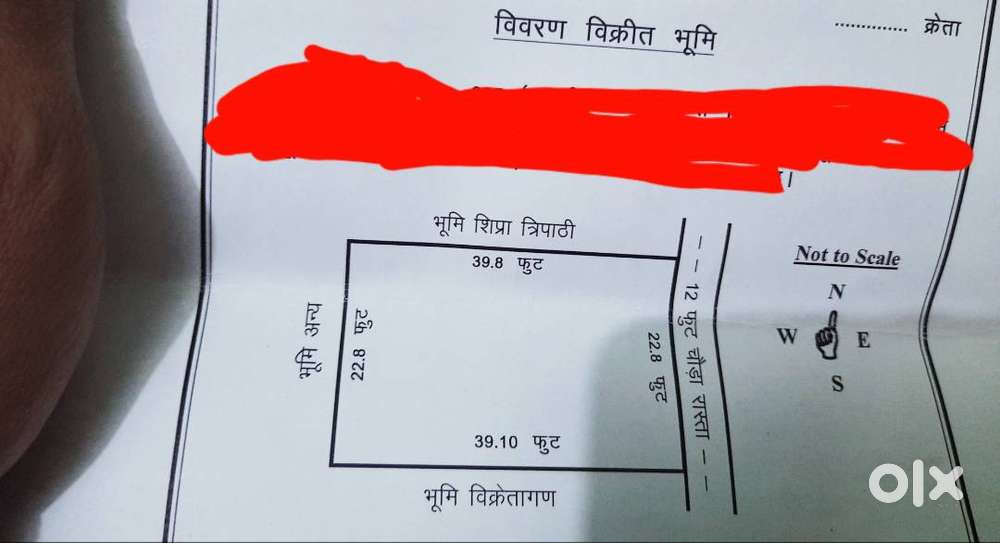 विवरण विक्रीत भूमि
.............. क्रेता
भूमि शिप्रा त्रिपाठी
39.8 फुट
Not to Scale
N
W
E
S
भूमि अन्य
22.8 फुट
22.8 फुट
– – 12 फुट चौड़ा रास्ता – –
39.10 फुट
भूमि विक्रेतागण
olx